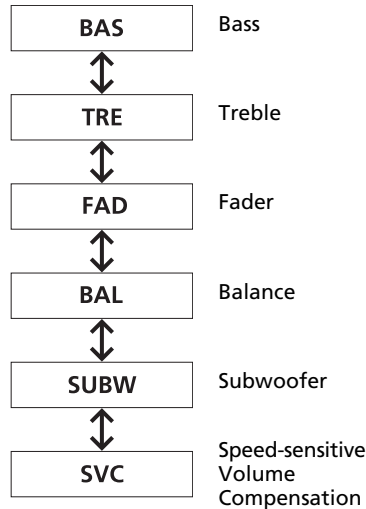 BAS Bass
TRE Treble
FAD Fader
BAL Balance
SUBW Subwoofer
SVC Speed-sensitive
Volume
Compensation